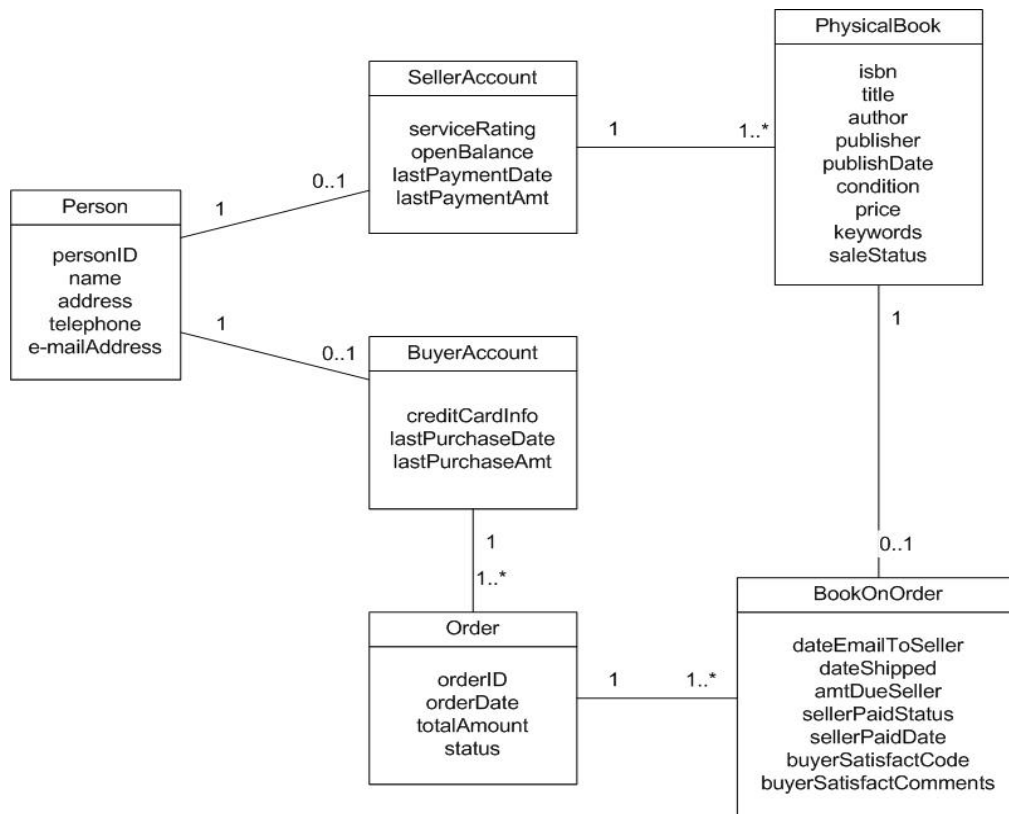 PhysicalBook
isbn
title
author
publisher
publishDate
condition
price
keywords
saleStatus
SellerAccount
serviceRating
openBalance
lastPaymentDate
lastPaymentAmt
1
1..*
0..1
1
Person
personID
name
address
telephone
e-mailAddress
1
0..1
BuyerAccount
creditCardInfo
lastPurchaseDate
lastPurchaseAmt
1
1
1..*
0..1
Order
orderID
orderDate
totalAmount
status
1
1..*
BookOnOrder
dateEmailToSeller
dateShipped
amtDueSeller
sellerPaidStatus
sellerPaidDate
buyerSatisfactCode
buyerSatisfactComments